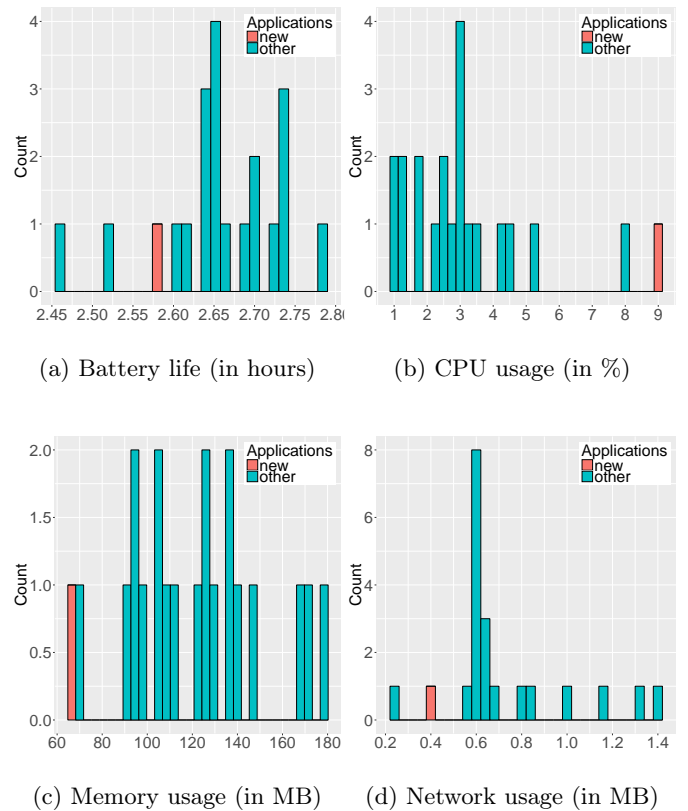 Applications
new
other
Count
4
3
2
1
0
2.45 2.50 2.55 2.60 2.65 2.70 2.75 2.80
(a) Battery life (in hours)
Applications
new
other
Count
4
3
2
1
0
1 2 3 4 5 6 7 8 9
(b) CPU usage (in %)
Applications
new
other
Count
2.0
1.5
1.0
0.5
0.0
60 80 100 120 140 160 180
(c) Memory usage (in MB)
Applications
new
other
Count
8
6
4
2
0
0.2 0.4 0.6 0.8 1.0 1.2 1.4
(d) Network usage (in MB)